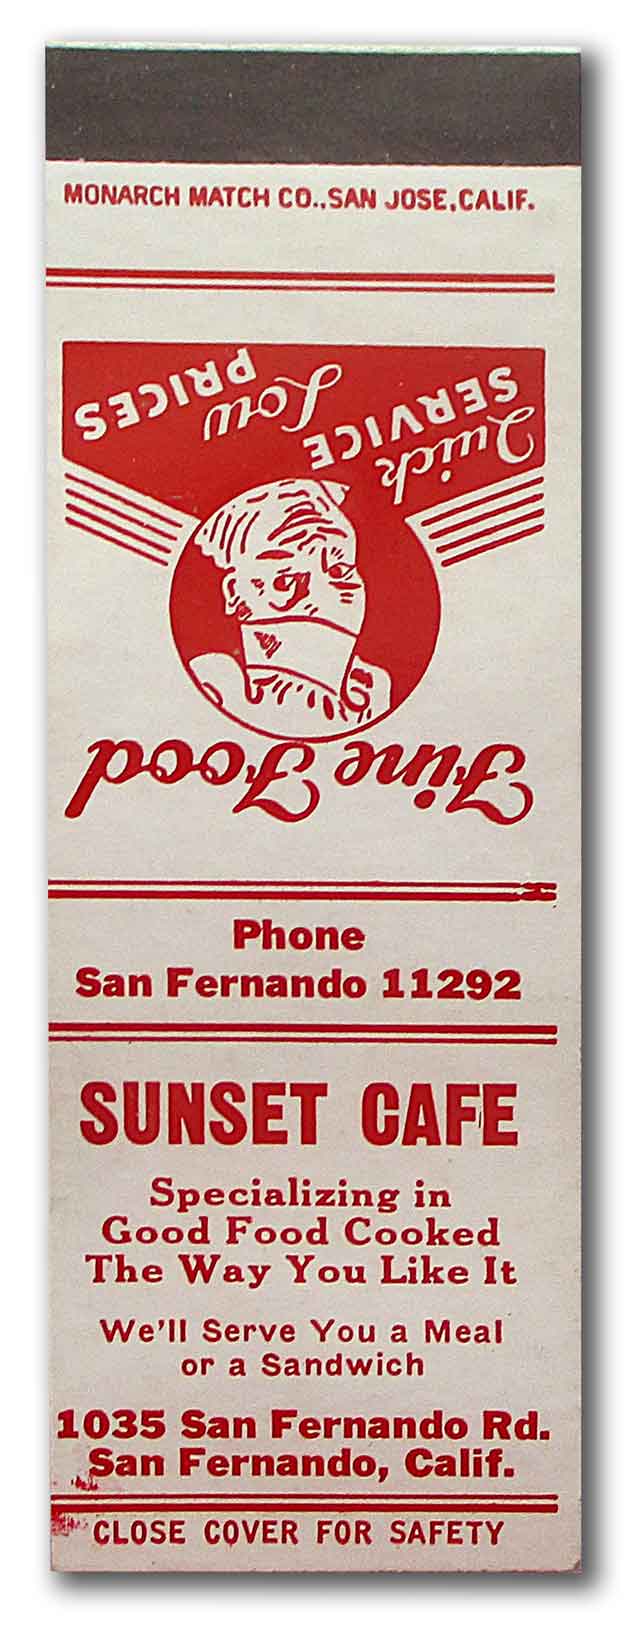 MONARCH MATCH CO., SAN JOSE, CALIF.
Quick
SERVICE
Low
PRICES
Fine Food
Phone
San Fernando 11292
SUNSET CAFE
Specializing in
Good Food Cooked
The Way You Like It
We'll Serve You a Meal
or a Sandwich
1035 San Fernando Rd.
San Fernando, Calif.
CLOSE COVER FOR SAFETY